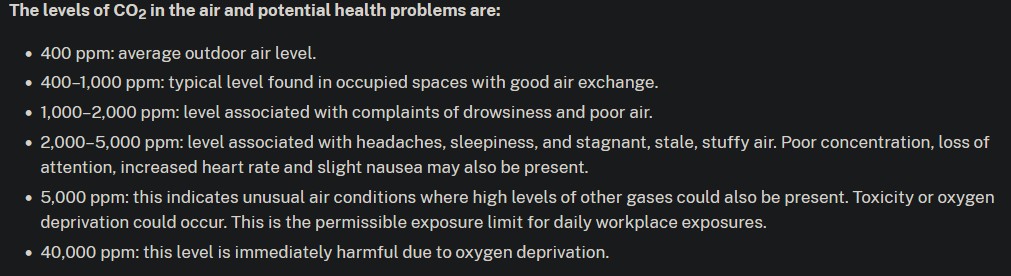 The levels of CO2 in the air and potential health problems are:
• 400 ppm: average outdoor air level.
• 400–1,000 ppm: typical level found in occupied spaces with good air exchange.
• 1,000–2,000 ppm: level associated with complaints of drowsiness and poor air.
• 2,000–5,000 ppm: level associated with headaches, sleepiness, and stagnant, stale, stuffy air. Poor concentration, loss of
attention, increased heart rate and slight nausea may also be present.
• 5,000 ppm: this indicates unusual air conditions where high levels of other gases could also be present. Toxicity or oxygen
deprivation could occur. This is the permissible exposure limit for daily workplace exposures.
• 40,000 ppm: this level is immediately harmful due to oxygen deprivation.